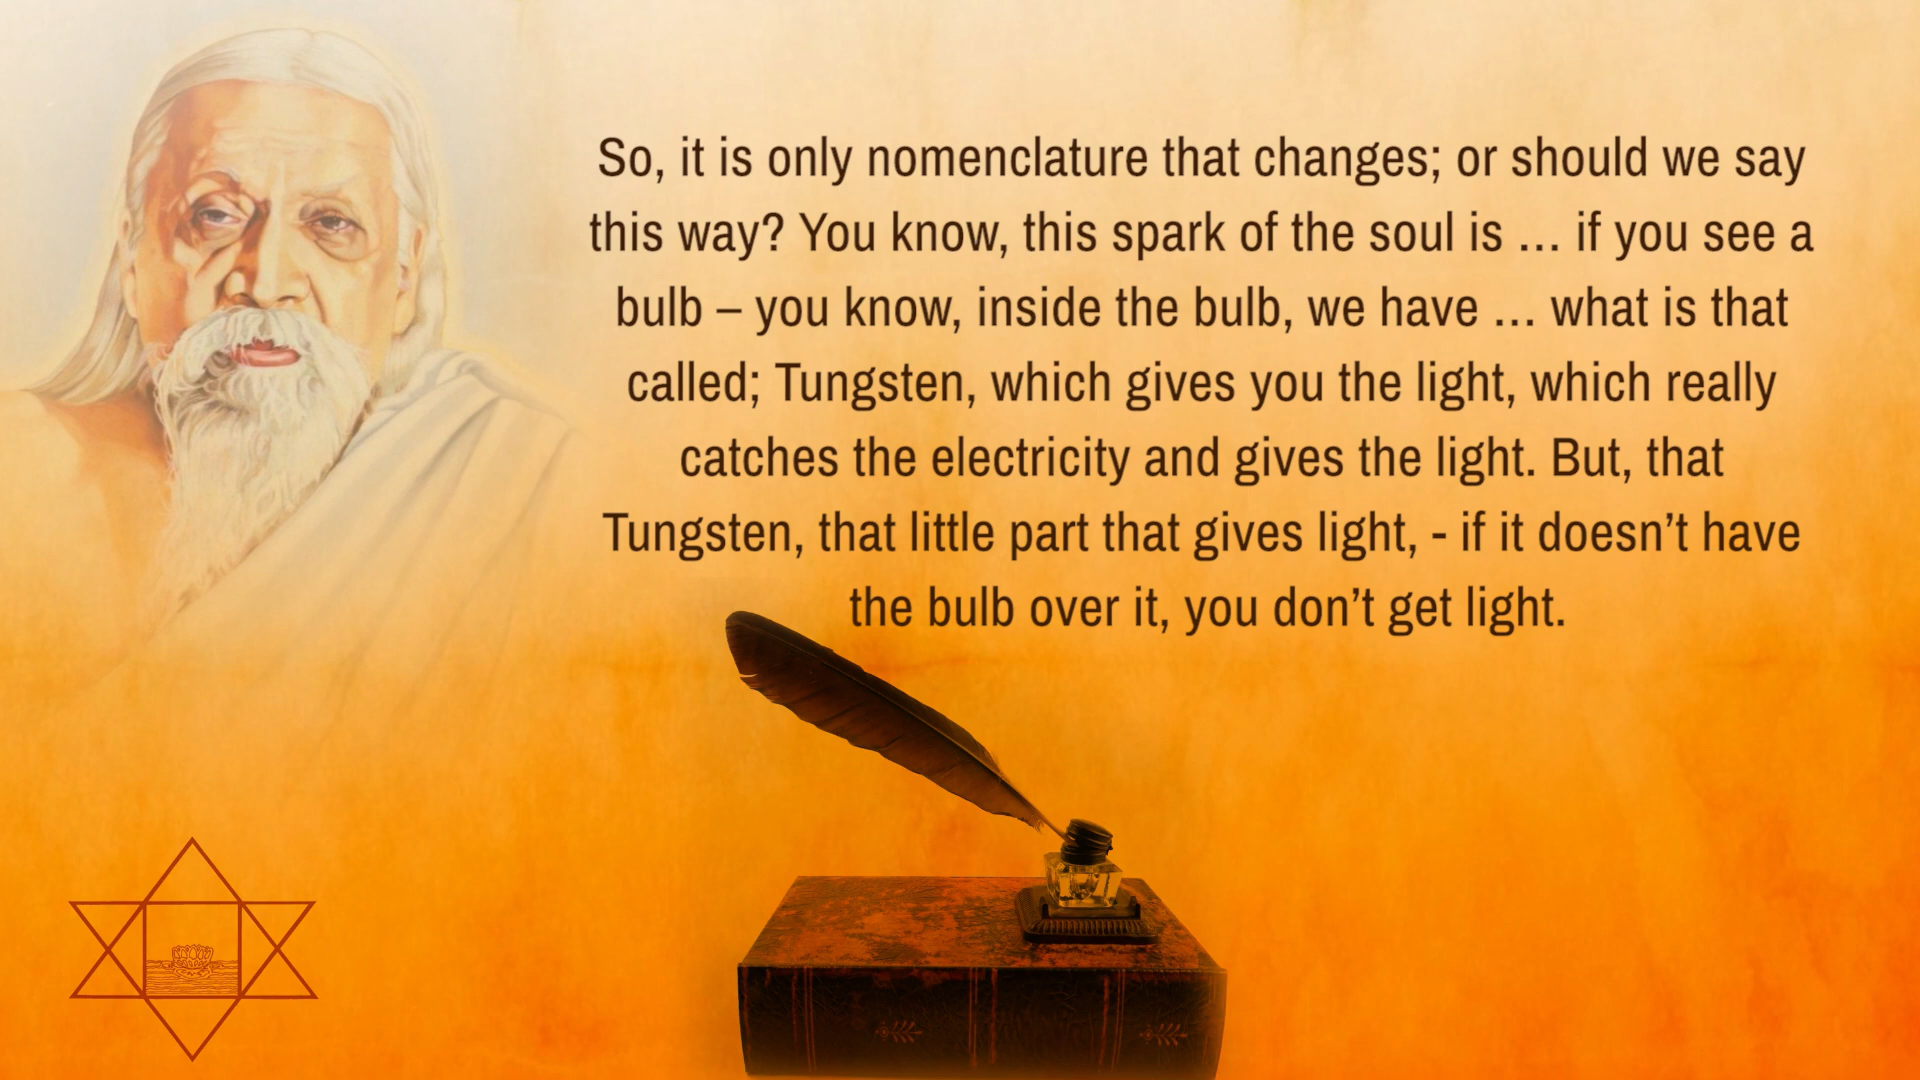 So, it is only nomenclature that changes; or should we say
this way? You know, this spark of the soul is … if you see a
bulb – you know, inside the bulb, we have … what is that
called; Tungsten, which gives you the light, which really
catches the electricity and gives the light. But, that
Tungsten, that little part that gives light, - if it doesn’t have
the bulb over it, you don’t get light.